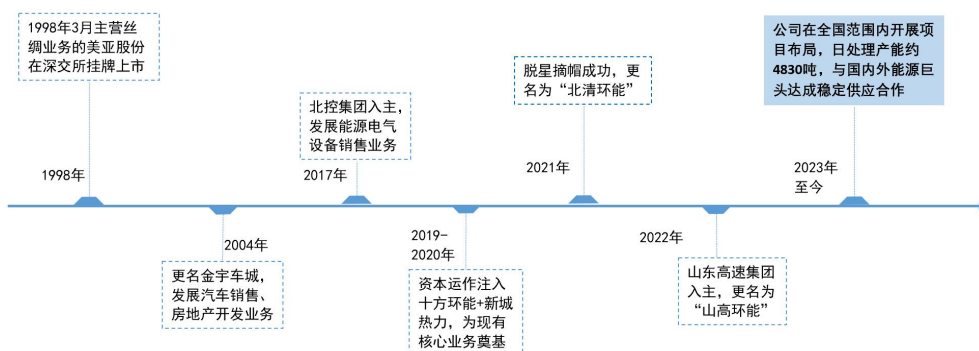 1998年3月主营丝
绸业务的美亚股份
在深交所挂牌上市
1998年
2004年
更名金宇车城，
发展汽车销售、
房地产开发业务
北控集团入主，
发展能源电气
设备销售业务
2017年
2019-
2020年
资本运作注入
十方环能+新城
热力，为现有
核心业务奠基
脱星摘帽成功，更
名为“北清环能”
2021年
2022年
山东高速集团
入主，更名为
“山高环能”
公司在全国范围内开展项
目布局，日处理产能约
4830吨，与国内外能源巨
头达成稳定供应合作
2023年
至今